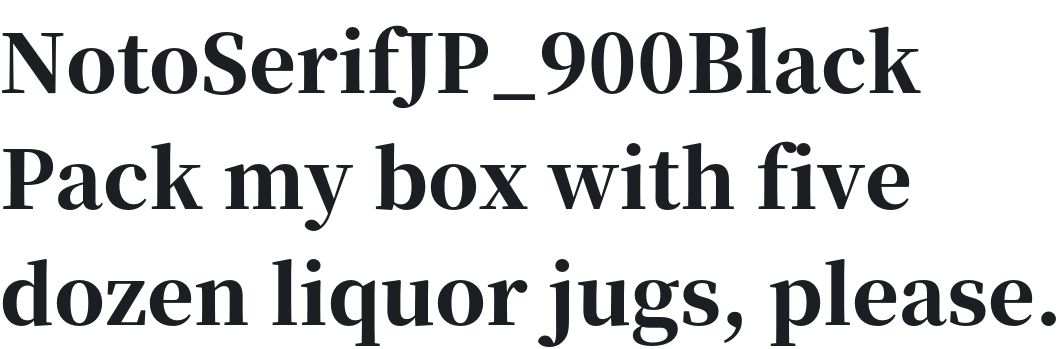 NotoSerifJP_900Black
Pack my box with five
dozen liquor jugs, please.